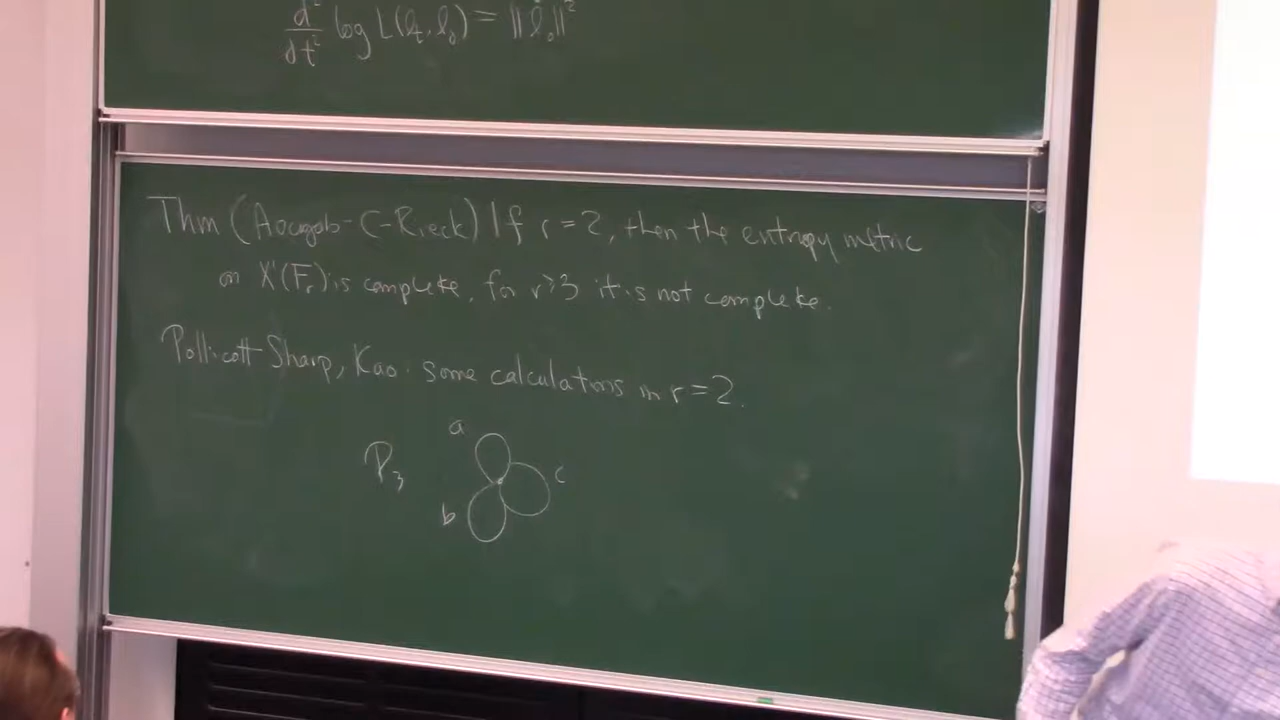 d²/dt² log L(ℓₜ, ℓ₀) = ||ℓ̇₀||²
Thm (Aougab-C-Rieck) If r=2, then the entropy metric
on X'(Fᵣ) is complete, for r≥3 it is not complete.
Pollicott-Sharp, Kao. some calculations in r=2.
a
P₃ c
b